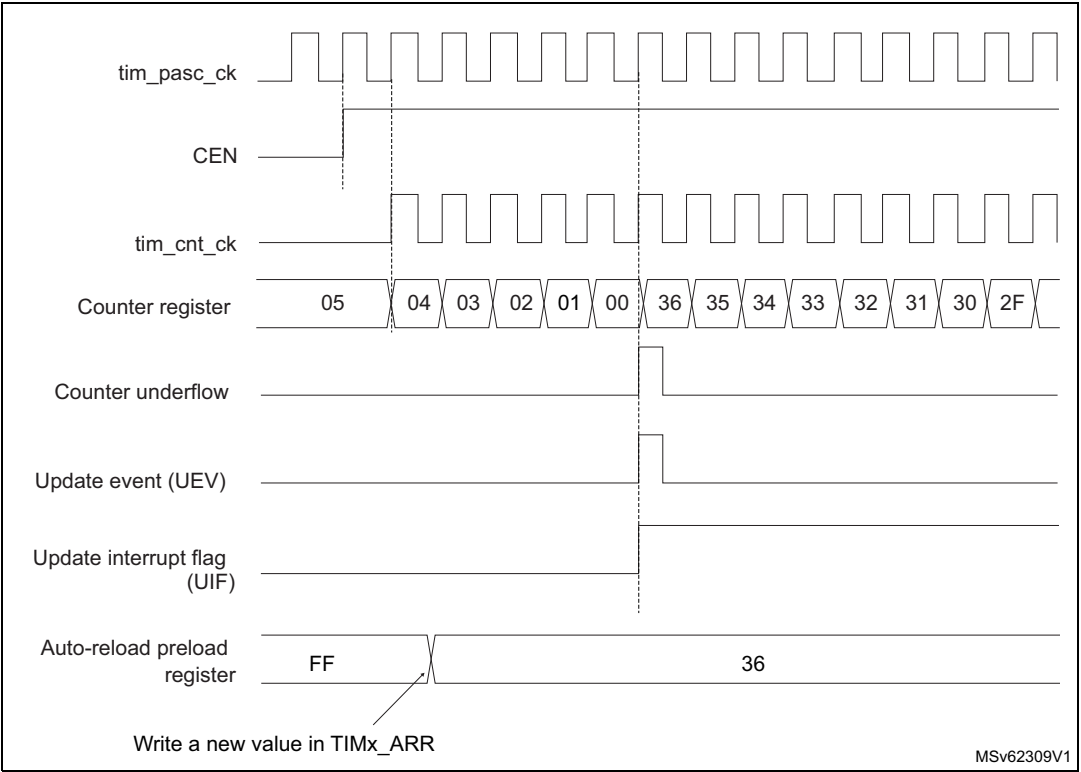 tim_pasc_ck
CEN
tim_cnt_ck
Counter register
05 04 03 02 01 00 36 35 34 33 32 31 30 2F
Counter underflow
Update event (UEV)
Update interrupt flag
(UIF)
Auto-reload preload
register
FF 36
Write a new value in TIMx_ARR
MSv62309V1